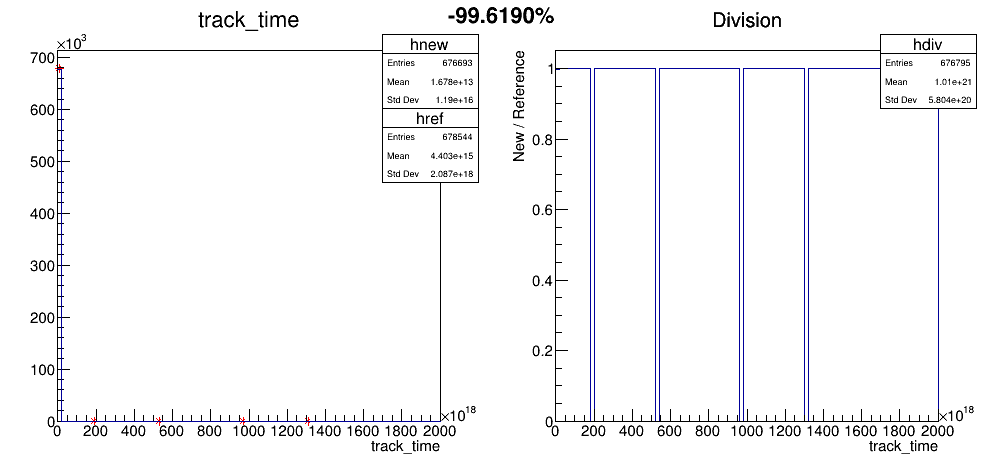 -99.6190%
track_time
×10³
700
600
500
400
300
200
100
0
0 200 400 600 800 1000 1200 1400 1600 1800 2000
×10¹⁸
track_time
hnew
Entries 676693
Mean 1.678e+13
Std Dev 1.19e+16
href
Entries 678544
Mean 4.403e+15
Std Dev 2.087e+18
Division
New / Reference
1
0.8
0.6
0.4
0.2
0
0 200 400 600 800 1000 1200 1400 1600 1800 2000
×10¹⁸
track_time
hdiv
Entries 676795
Mean 1.01e+21
Std Dev 5.804e+20